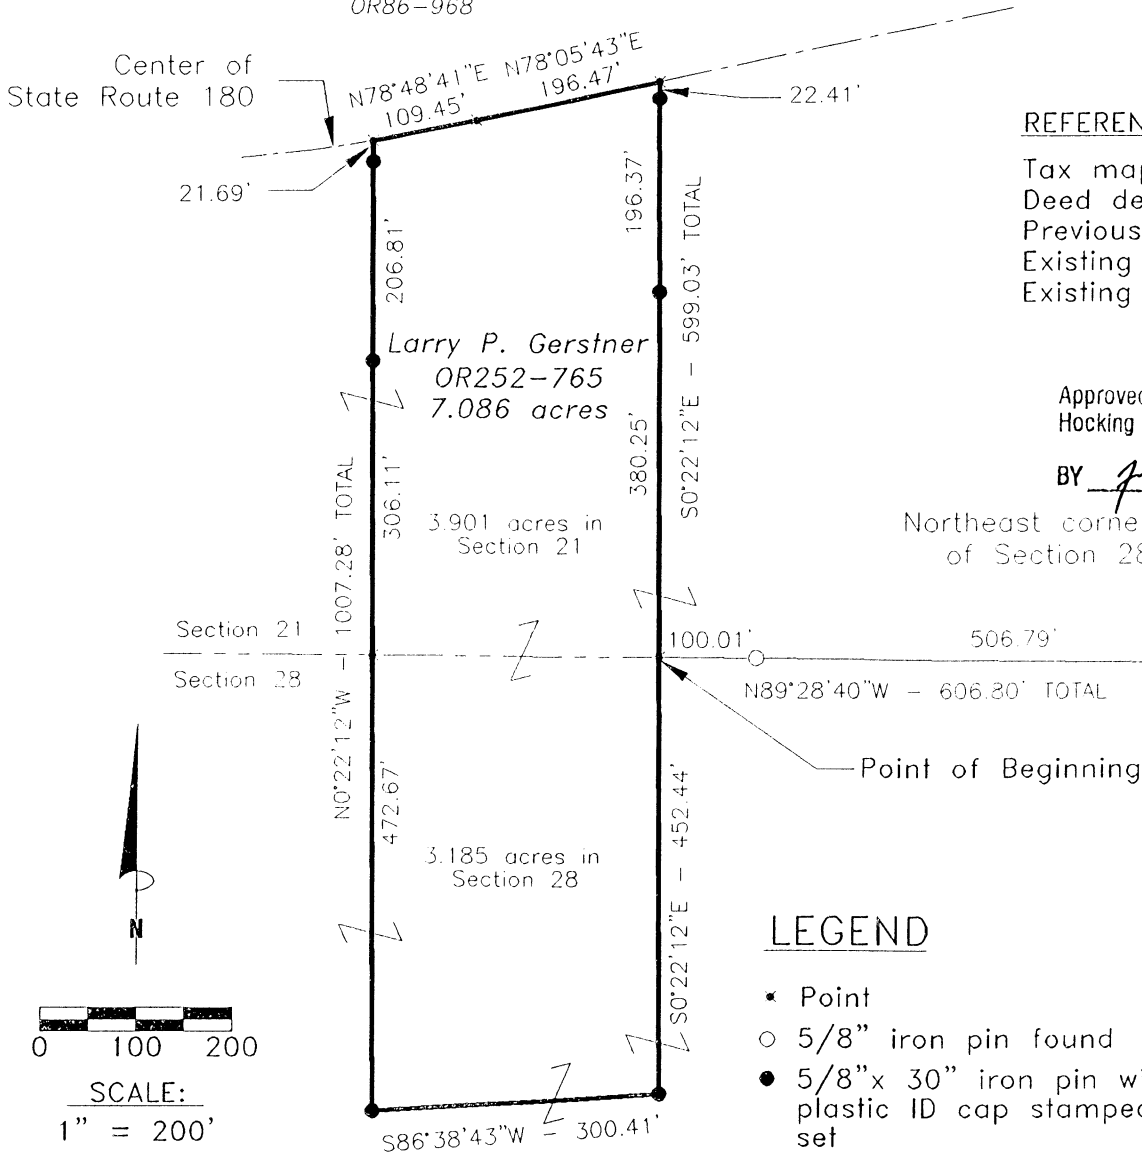 OR86-968
Center of
State Route 180
N78°48'41"E N78°05'43"E
109.45' 196.47'
22.41'
21.69'
REFEREN
Tax map
Deed de
Previous
Existing
Existing
206.81'
196.37'
S0°22'12"E - 599.03' TOTAL
Larry P. Gerstner
OR252-765
7.086 acres
Approved
Hocking
BY
N0°22'12"W - 1007.28' TOTAL
306.11'
380.25'
3.901 acres in
Section 21
Northeast corne
of Section 28
Section 21
Section 28
100.01'
506.79'
N89°28'40"W - 606.80' TOTAL
Point of Beginning
472.67'
S0°22'12"E - 452.44'
3.185 acres in
Section 28
N
0 100 200
SCALE:
1" = 200'
LEGEND
Point
5/8" iron pin found
5/8"x 30" iron pin wi
plastic ID cap stamped
set
S86°38'43"W - 300.41'